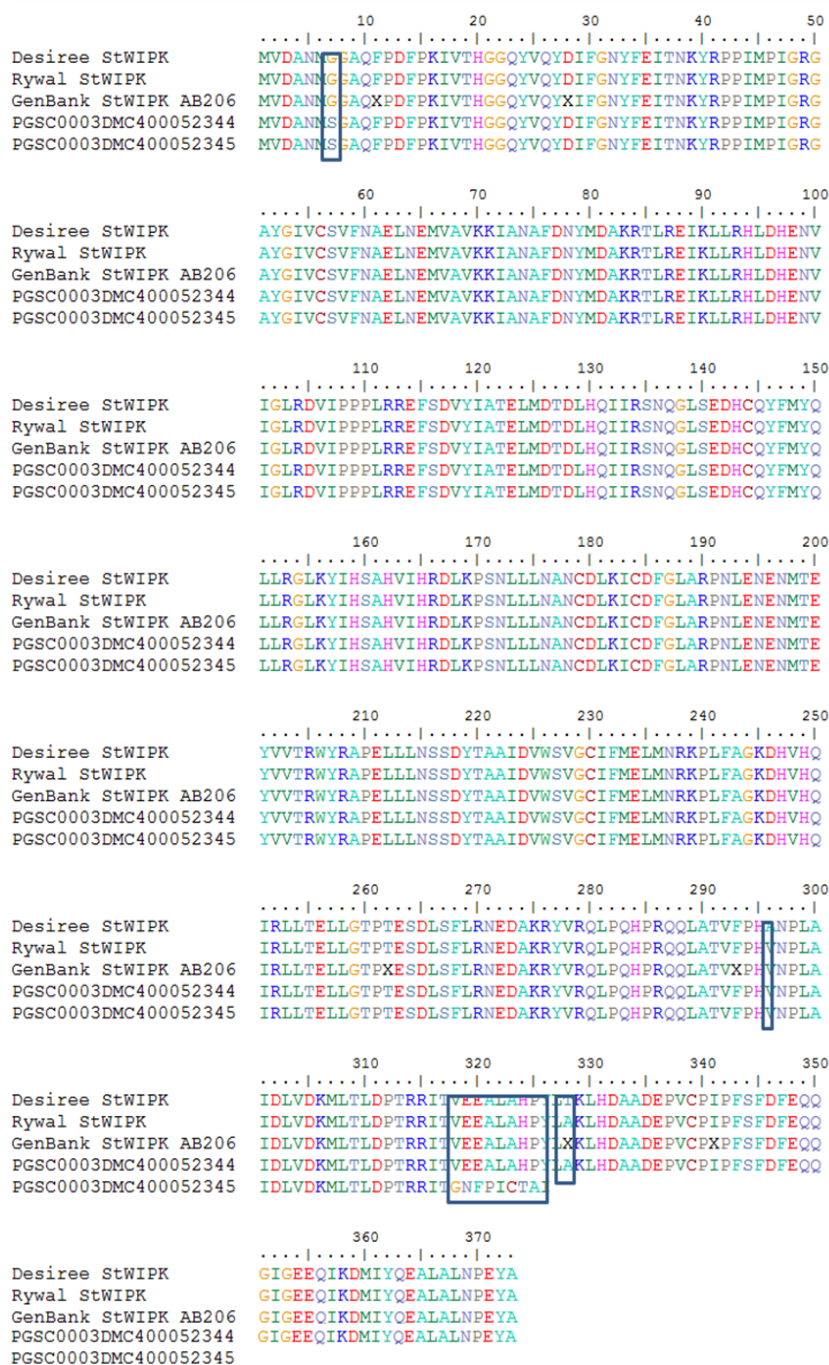 10 20 30 40 50
....|....|....|....|....|....|....|....|....|....|
Desiree StWIPK MVDANMGGAQFPDFPKIVTHGGQYVQYDIFGNYFEITNKYRPPIMPIGRG
Rywal StWIPK MVDANMGGAQFPDFPKIVTHGGQYVQYDIFGNYFEITNKYRPPIMPIGRG
GenBank StWIPK AB206 MVDANMGGAQXPDFPKIVTHGGQYVQYXIFGNYFEITNKYRPPIMPIGRG
PGSC0003DMC400052344 MVDANMSGAQFPDFPKIVTHGGQYVQYDIFGNYFEITNKYRPPIMPIGRG
PGSC0003DMC400052345 MVDANMSGAQFPDFPKIVTHGGQYVQYDIFGNYFEITNKYRPPIMPIGRG
60 70 80 90 100
....|....|....|....|....|....|....|....|....|....|
Desiree StWIPK AYGIVCSVFNAELNEMVAVKKIANAFDNYMDAKRTLREIKLLRHLDHENV
Rywal StWIPK AYGIVCSVFNAELNEMVAVKKIANAFDNYMDAKRTLREIKLLRHLDHENV
GenBank StWIPK AB206 AYGIVCSVFNAELNEMVAVKKIANAFDNYMDAKRTLREIKLLRHLDHENV
PGSC0003DMC400052344 AYGIVCSVFNAELNEMVAVKKIANAFDNYMDAKRTLREIKLLRHLDHENV
PGSC0003DMC400052345 AYGIVCSVFNAELNEMVAVKKIANAFDNYMDAKRTLREIKLLRHLDHENV
110 120 130 140 150
....|....|....|....|....|....|....|....|....|....|
Desiree StWIPK IGLRDVIPPPLRREFSDVYIATELMDTDLHQIIRSNQGLSEDHCQYFMYQ
Rywal StWIPK IGLRDVIPPPLRREFSDVYIATELMDTDLHQIIRSNQGLSEDHCQYFMYQ
GenBank StWIPK AB206 IGLRDVIPPPLRREFSDVYIATELMDTDLHQIIRSNQGLSEDHCQYFMYQ
PGSC0003DMC400052344 IGLRDVIPPPLRREFSDVYIATELMDTDLHQIIRSNQGLSEDHCQYFMYQ
PGSC0003DMC400052345 IGLRDVIPPPLRREFSDVYIATELMDTDLHQIIRSNQGLSEDHCQYFMYQ
160 170 180 190 200
....|....|....|....|....|....|....|....|....|....|
Desiree StWIPK LLRGLKYIHSAHVIHRDLKPSNLLLNANCDLKICDFGLARPNLENENMTE
Rywal StWIPK LLRGLKYIHSAHVIHRDLKPSNLLLNANCDLKICDFGLARPNLENENMTE
GenBank StWIPK AB206 LLRGLKYIHSAHVIHRDLKPSNLLLNANCDLKICDFGLARPNLENENMTE
PGSC0003DMC400052344 LLRGLKYIHSAHVIHRDLKPSNLLLNANCDLKICDFGLARPNLENENMTE
PGSC0003DMC400052345 LLRGLKYIHSAHVIHRDLKPSNLLLNANCDLKICDFGLARPNLENENMTE
210 220 230 240 250
....|....|....|....|....|....|....|....|....|....|
Desiree StWIPK YVVTRWYRAPELLLNSSDYTAAIDVWSVGCIFMELMNRKPLFAGKDHVHQ
Rywal StWIPK YVVTRWYRAPELLLNSSDYTAAIDVWSVGCIFMELMNRKPLFAGKDHVHQ
GenBank StWIPK AB206 YVVTRWYRAPELLLNSSDYTAAIDVWSVGCIFMELMNRKPLFAGKDHVHQ
PGSC0003DMC400052344 YVVTRWYRAPELLLNSSDYTAAIDVWSVGCIFMELMNRKPLFAGKDHVHQ
PGSC0003DMC400052345 YVVTRWYRAPELLLNSSDYTAAIDVWSVGCIFMELMNRKPLFAGKDHVHQ
260 270 280 290 300
....|....|....|....|....|....|....|....|....|....|
Desiree StWIPK IRLLTELLGTPTESDLSFLRNEDAKRYVRQLPQHPRQQLATVFPHANPLA
Rywal StWIPK IRLLTELLGTPTESDLSFLRNEDAKRYVRQLPQHPRQQLATVFPHVNPLA
GenBank StWIPK AB206 IRLLTELLGTPXESDLSFLRNEDAKRYVRQLPQHPRQQLATVXPHVNPLA
PGSC0003DMC400052344 IRLLTELLGTPTESDLSFLRNEDAKRYVRQLPQHPRQQLATVFPHVNPLA
PGSC0003DMC400052345 IRLLTELLGTPTESDLSFLRNEDAKRYVRQLPQHPRQQLATVFPHVNPLA
310 320 330 340 350
....|....|....|....|....|....|....|....|....|....|
Desiree StWIPK IDLVDKMLTLDPTRRITVEEALAHPYLTKLHDAADEPVCPIPFSFDFEQQ
Rywal StWIPK IDLVDKMLTLDPTRRITVEEALAHPYLAKLHDAADEPVCPIPFSFDFEQQ
GenBank StWIPK AB206 IDLVDKMLTLDPTRRITVEEALAHPYLXKLHDAADEPVCPXPFSFDFEQQ
PGSC0003DMC400052344 IDLVDKMLTLDPTRRITVEEALAHPYLAKLHDAADEPVCPIPFSFDFEQQ
PGSC0003DMC400052345 IDLVDKMLTLDPTRRITGNFPICTAI
360 370
....|....|....|....|...
Desiree StWIPK GIGEEQIKDMIYQEALALNPEYA
Rywal StWIPK GIGEEQIKDMIYQEALALNPEYA
GenBank StWIPK AB206 GIGEEQIKDMIYQEALALNPEYA
PGSC0003DMC400052344 GIGEEQIKDMIYQEALALNPEYA
PGSC0003DMC400052345